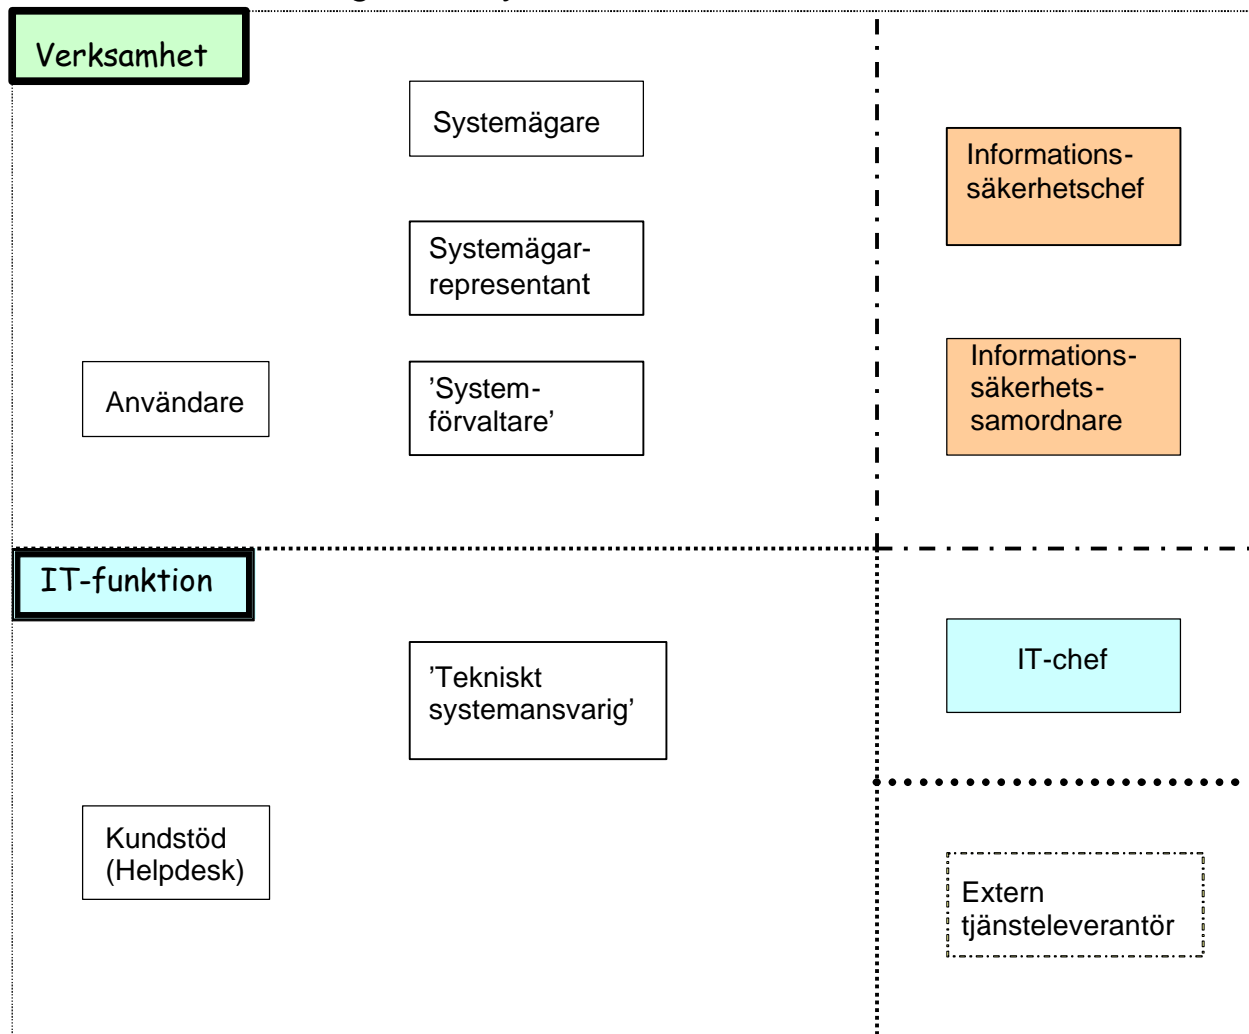 Verksamhet
Systemägare
Informations-
säkerhetschef
Systemägar-
representant
Användare
’System-
förvaltare’
Informations-
säkerhets-
samordnare
IT-funktion
’Tekniskt
systemansvarig’
IT-chef
Kundstöd
(Helpdesk)
Extern
tjänsteleverantör